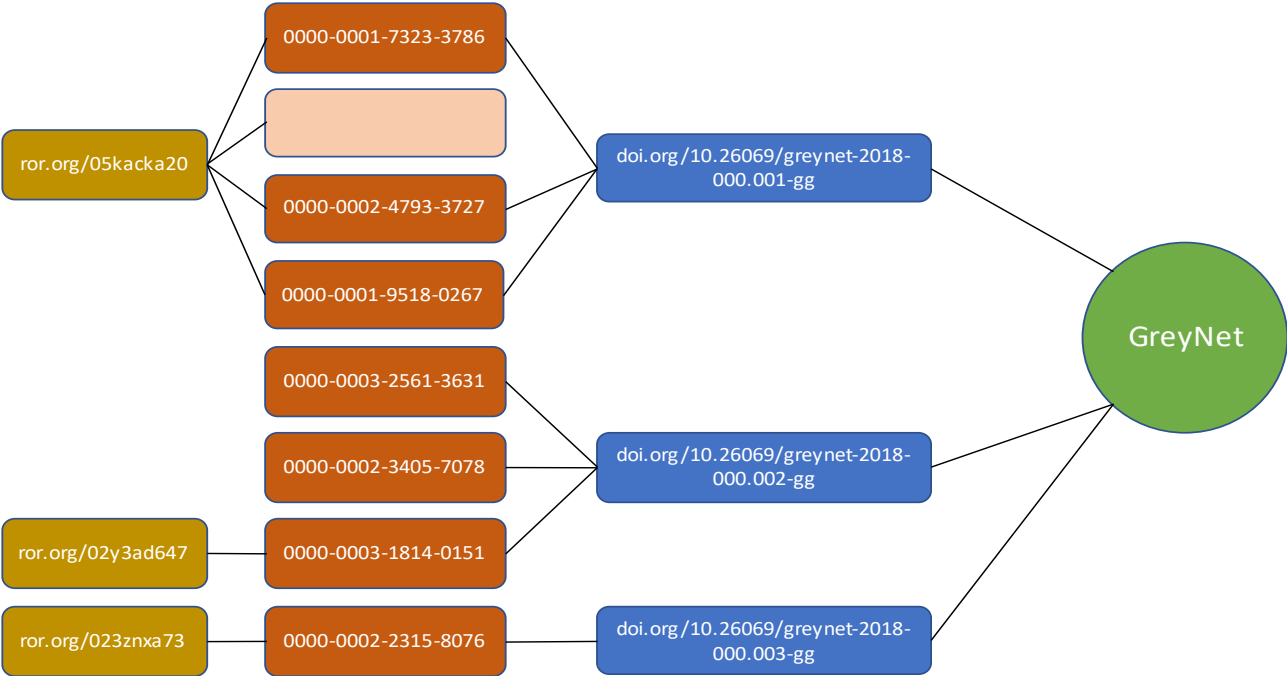 0000-0001-7323-3786
ror.org/05kacka20
doi.org/10.26069/greynet-2018-
000.001-gg
0000-0002-4793-3727
0000-0001-9518-0267
GreyNet
0000-0003-2561-3631
0000-0002-3405-7078
doi.org/10.26069/greynet-2018-
000.002-gg
ror.org/02y3ad647
0000-0003-1814-0151
ror.org/023znxa73
0000-0002-2315-8076
doi.org/10.26069/greynet-2018-
000.003-gg